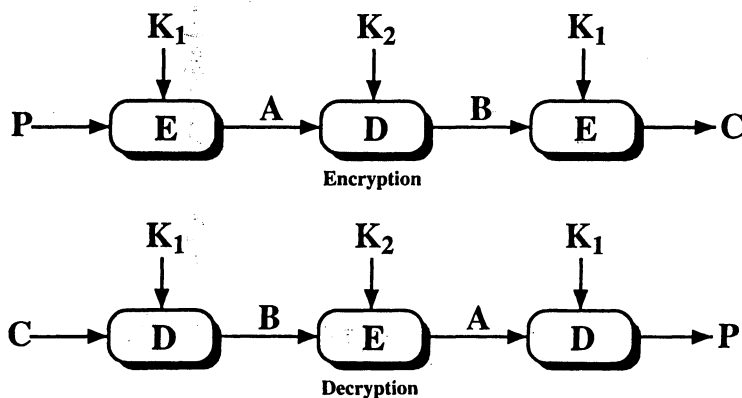 K₁ K₂ K₁
P E A D B E C
Encryption
K₁ K₂ K₁
C D B E A D P
Decryption